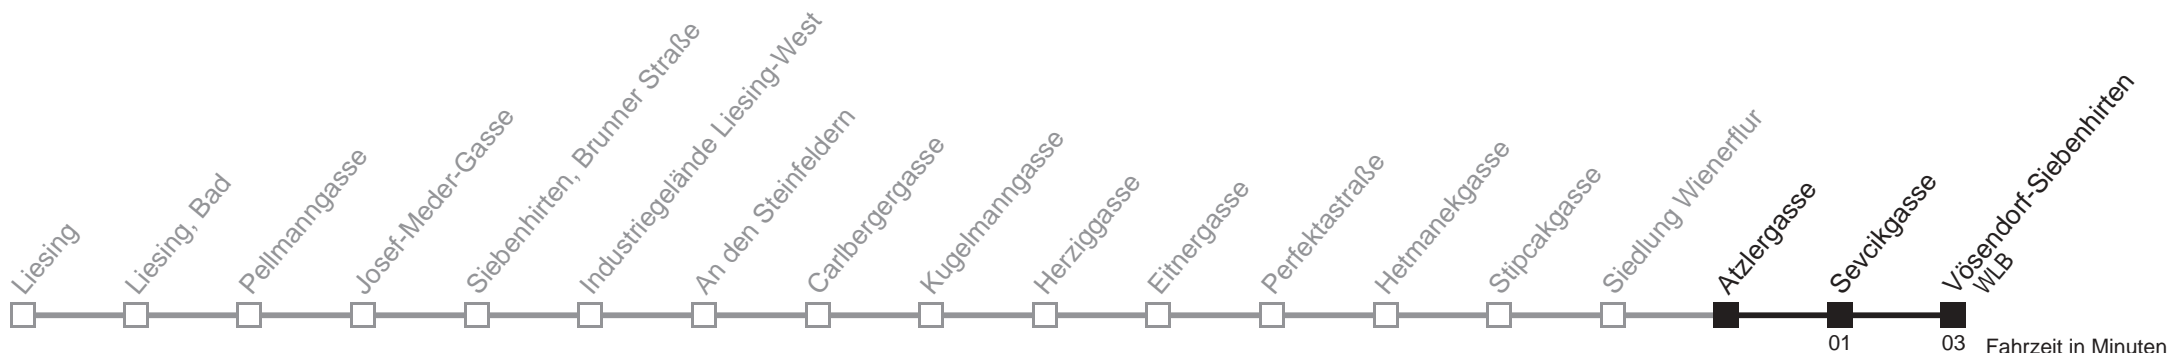 Liesing
Liesing, Bad
Pellmanngasse
Josef-Meder-Gasse
Siebenhirten, Brunner Straße
Industriegelände Liesing-West
An den Steinfeldern
Carlbergergasse
Kugelmanngasse
Herziggasse
Eitnergasse
Perfektastraße
Hetmanekgasse
Stipcakgasse
Siedlung Wienerflur
Atzlergasse
Sevcikgasse
Vösendorf-Siebenhirten
WLB
01
03
Fahrzeit in Minuten